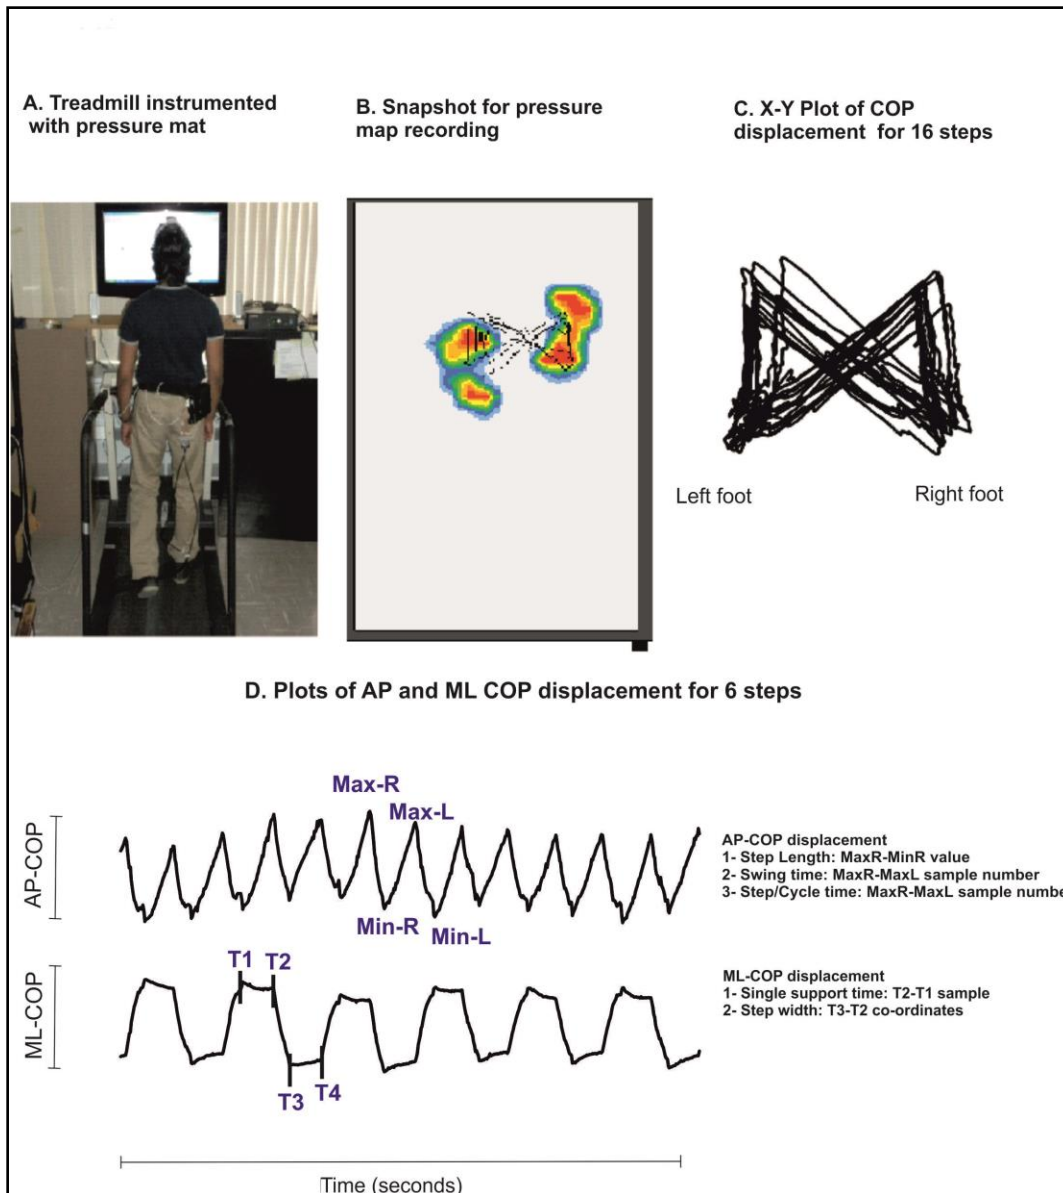 A. Treadmill instrumented
with pressure mat
B. Snapshot for pressure
map recording
C. X-Y Plot of COP
displacement for 16 steps
Left foot
Right foot
D. Plots of AP and ML COP displacement for 6 steps
AP-COP
Max-R
Max-L
Min-R
Min-L
AP-COP displacement
1- Step Length: MaxR-MinR value
2- Swing time: MaxR-MaxL sample number
3- Step/Cycle time: MaxR-MaxL sample number
ML-COP
T1
T2
T3
T4
ML-COP displacement
1- Single support time: T2-T1 sample
2- Step width: T3-T2 co-ordinates
Time (seconds)